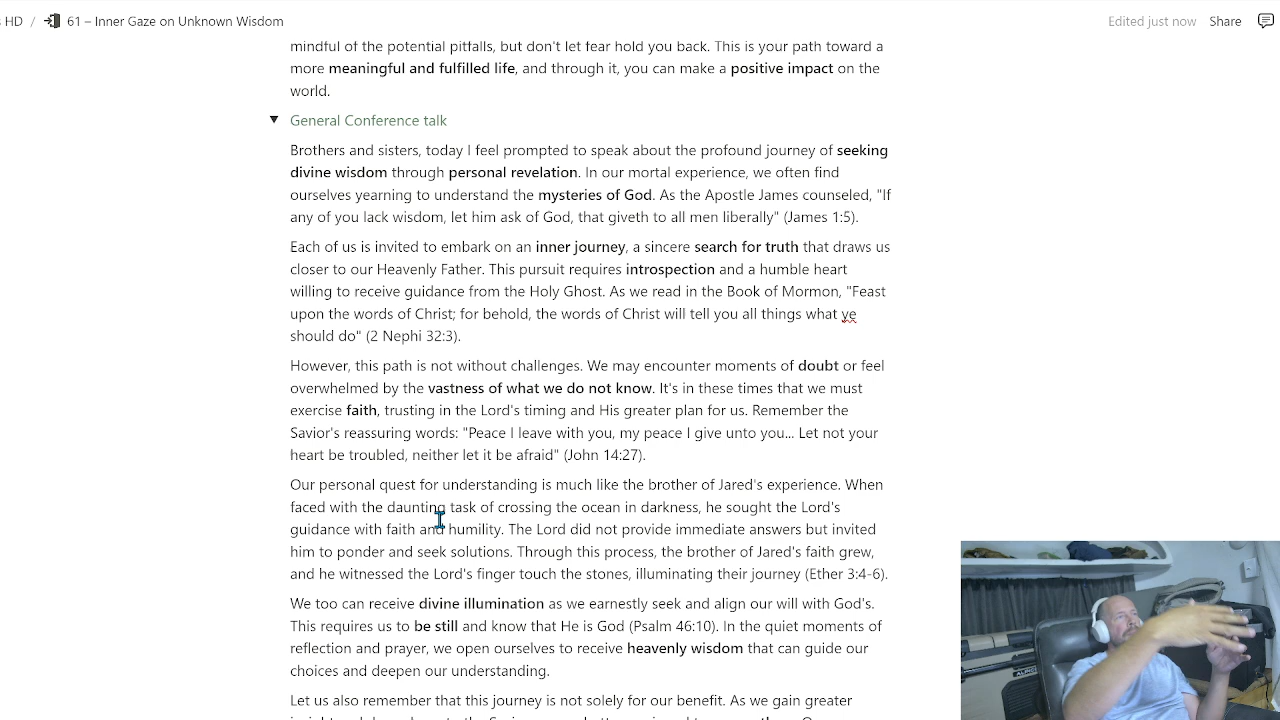 HD / 61 – Inner Gaze on Unknown Wisdom Edited just now Share
mindful of the potential pitfalls, but don't let fear hold you back. This is your path toward a
more meaningful and fulfilled life, and through it, you can make a positive impact on the
world.
General Conference talk
Brothers and sisters, today I feel prompted to speak about the profound journey of seeking
divine wisdom through personal revelation. In our mortal experience, we often find
ourselves yearning to understand the mysteries of God. As the Apostle James counseled, "If
any of you lack wisdom, let him ask of God, that giveth to all men liberally" (James 1:5).
Each of us is invited to embark on an inner journey, a sincere search for truth that draws us
closer to our Heavenly Father. This pursuit requires introspection and a humble heart
willing to receive guidance from the Holy Ghost. As we read in the Book of Mormon, "Feast
upon the words of Christ; for behold, the words of Christ will tell you all things what ye
should do" (2 Nephi 32:3).
However, this path is not without challenges. We may encounter moments of doubt or feel
overwhelmed by the vastness of what we do not know. It's in these times that we must
exercise faith, trusting in the Lord's timing and His greater plan for us. Remember the
Savior's reassuring words: "Peace I leave with you, my peace I give unto you... Let not your
heart be troubled, neither let it be afraid" (John 14:27).
Our personal quest for understanding is much like the brother of Jared's experience. When
faced with the daunting task of crossing the ocean in darkness, he sought the Lord's
guidance with faith and humility. The Lord did not provide immediate answers but invited
him to ponder and seek solutions. Through this process, the brother of Jared's faith grew,
and he witnessed the Lord's finger touch the stones, illuminating their journey (Ether 3:4-6).
We too can receive divine illumination as we earnestly seek and align our will with God's.
This requires us to be still and know that He is God (Psalm 46:10). In the quiet moments of
reflection and prayer, we open ourselves to receive heavenly wisdom that can guide our
choices and deepen our understanding.
Let us also remember that this journey is not solely for our benefit. As we gain greater